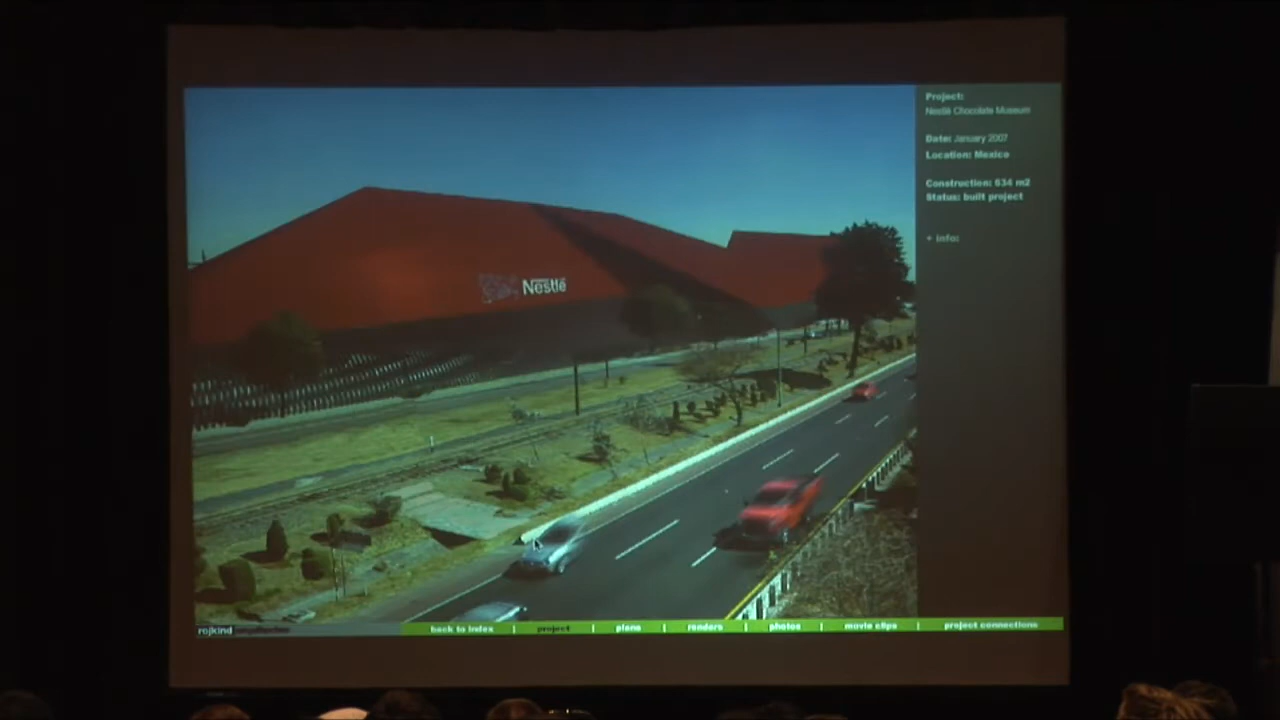 Project:
Nestlé Chocolate Museum
Date: January 2007
Location: Mexico
Construction: 634 m2
Status: built project
+ info:
Nestlé
rojkind
back to index | project | plans | renders | photos | movie clips | project connections